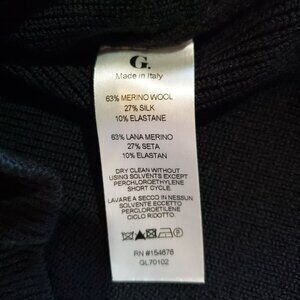 G.
Made in Italy
63% MERINO WOOL
27% SILK
10% ELASTANE
63% LANA MERINO
27% SETA
10% ELASTAN
DRY CLEAN WITHOUT
USING SOLVENTS EXCEPT
PERCHLOROETHYLENE
SHORT CYCLE
LAVARE A SECCO IN NESSUN
SOLVENTE ECCETTO
PERCLOROETILENE
CICLO RIDOTTO.
RN #154676
GL70102